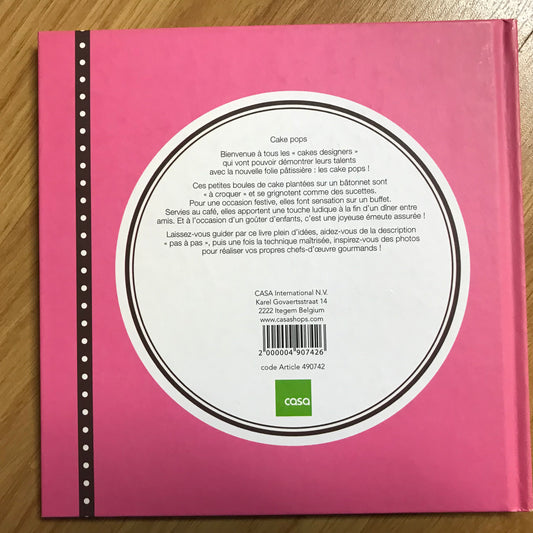 Cake pops
Bienvenue à tous les « cakes designers »
qui vont pouvoir démontrer leurs talents
avec la nouvelle folie pâtissière : les cake pops !
Ces petites boules de cake plantées sur un bâtonnet sont
« à croquer » et se grignotent comme des sucettes.
Pour une occasion festive, elles font sensation sur un buffet.
Servies au café, elles apportent une touche ludique à la fin d'un dîner entre
amis. Et à l'occasion d'un goûter d'enfants, c'est une joyeuse émeute assurée !
Laissez-vous guider par ce livre plein d'idées, aidez-vous de la description
« pas à pas », puis une fois la technique maîtrisée, inspirez-vous des photos
pour réaliser vos propres chefs-d'œuvre gourmands !
CASA International N.V.
Karel Govaertsstraat 14
2222 Itegem Belgium
www.casashops.com
2 000004 907426
code Article 490742
casa